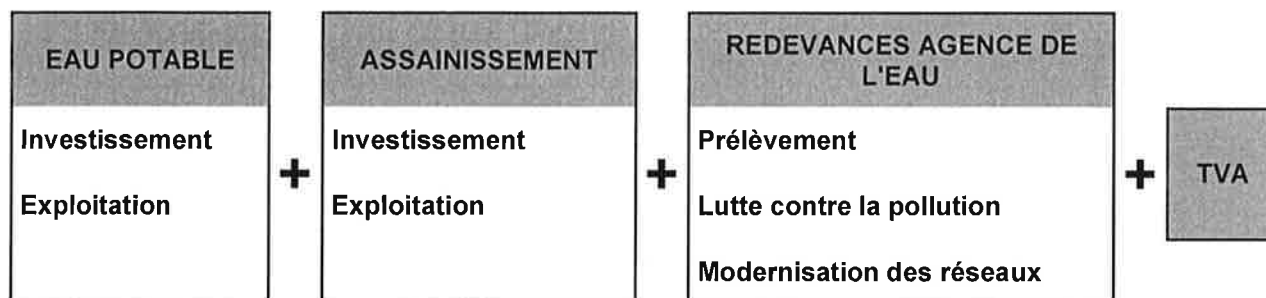 EAU POTABLE
Investissement
Exploitation
+
ASSAINISSEMENT
Investissement
Exploitation
+
REDEVANCES AGENCE DE
L'EAU
Prélèvement
Lutte contre la pollution
Modernisation des réseaux
+
TVA